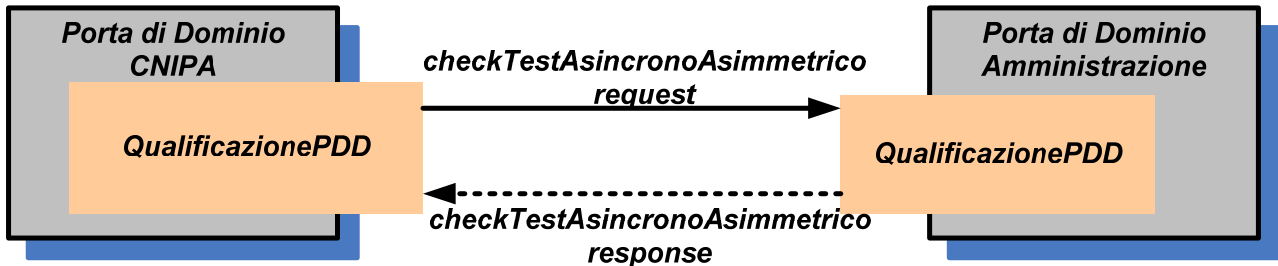 Porta di Dominio
CNIPA
QualificazionePDD
checkTestAsincronoAsimmetrico
request
checkTestAsincronoAsimmetrico
response
Porta di Dominio
Amministrazione
QualificazionePDD